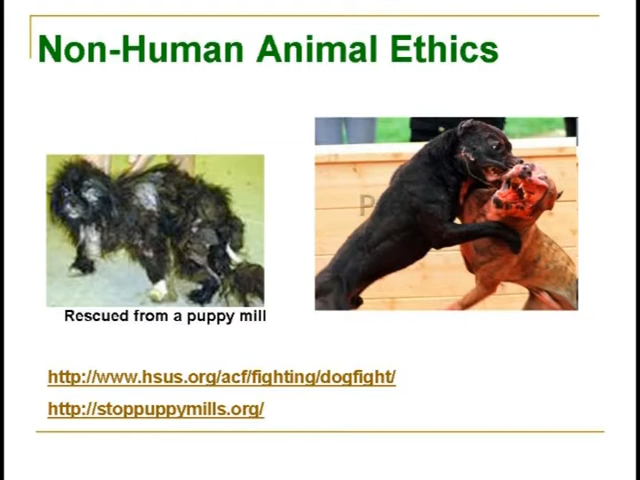 Non-Human Animal Ethics
Rescued from a puppy mill
http://www.hsus.org/acf/fighting/dogfight/
http://stoppuppymills.org/